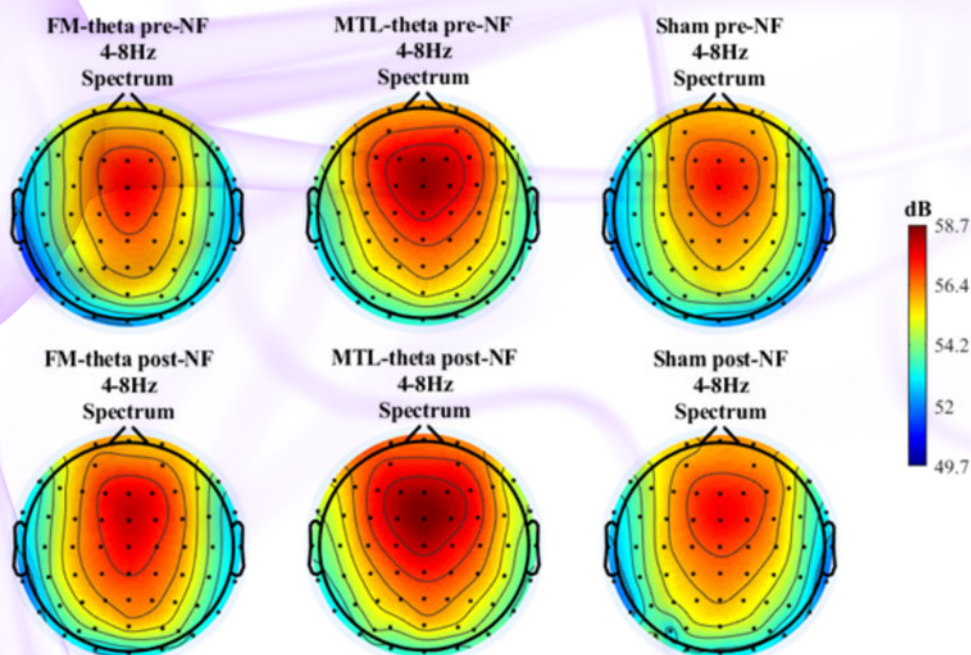 FM-theta pre-NF
4-8Hz
Spectrum
MTL-theta pre-NF
4-8Hz
Spectrum
Sham pre-NF
4-8Hz
Spectrum
dB
58.7
56.4
54.2
52
49.7
FM-theta post-NF
4-8Hz
Spectrum
MTL-theta post-NF
4-8Hz
Spectrum
Sham post-NF
4-8Hz
Spectrum